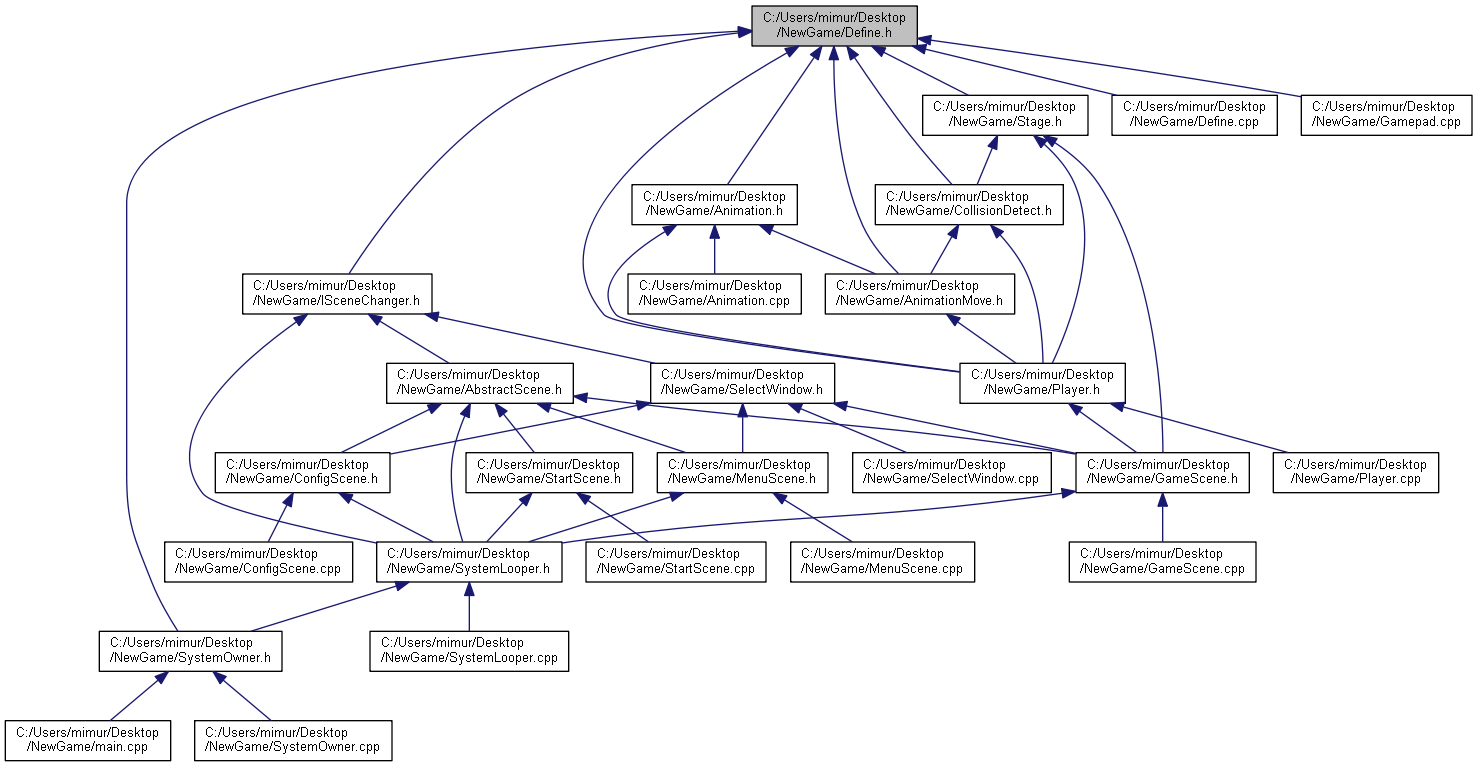 C:/Users/mimur/Desktop
/NewGame/Define.h
C:/Users/mimur/Desktop
/NewGame/Stage.h
C:/Users/mimur/Desktop
/NewGame/Define.cpp
C:/Users/mimur/Desktop
/NewGame/Gamepad.cpp
C:/Users/mimur/Desktop
/NewGame/Animation.h
C:/Users/mimur/Desktop
/NewGame/CollisionDetect.h
C:/Users/mimur/Desktop
/NewGame/ISceneChanger.h
C:/Users/mimur/Desktop
/NewGame/Animation.cpp
C:/Users/mimur/Desktop
/NewGame/AnimationMove.h
C:/Users/mimur/Desktop
/NewGame/AbstractScene.h
C:/Users/mimur/Desktop
/NewGame/SelectWindow.h
C:/Users/mimur/Desktop
/NewGame/Player.h
C:/Users/mimur/Desktop
/NewGame/ConfigScene.h
C:/Users/mimur/Desktop
/NewGame/StartScene.h
C:/Users/mimur/Desktop
/NewGame/MenuScene.h
C:/Users/mimur/Desktop
/NewGame/SelectWindow.cpp
C:/Users/mimur/Desktop
/NewGame/GameScene.h
C:/Users/mimur/Desktop
/NewGame/Player.cpp
C:/Users/mimur/Desktop
/NewGame/ConfigScene.cpp
C:/Users/mimur/Desktop
/NewGame/SystemLooper.h
C:/Users/mimur/Desktop
/NewGame/StartScene.cpp
C:/Users/mimur/Desktop
/NewGame/MenuScene.cpp
C:/Users/mimur/Desktop
/NewGame/GameScene.cpp
C:/Users/mimur/Desktop
/NewGame/SystemOwner.h
C:/Users/mimur/Desktop
/NewGame/SystemLooper.cpp
C:/Users/mimur/Desktop
/NewGame/main.cpp
C:/Users/mimur/Desktop
/NewGame/SystemOwner.cpp